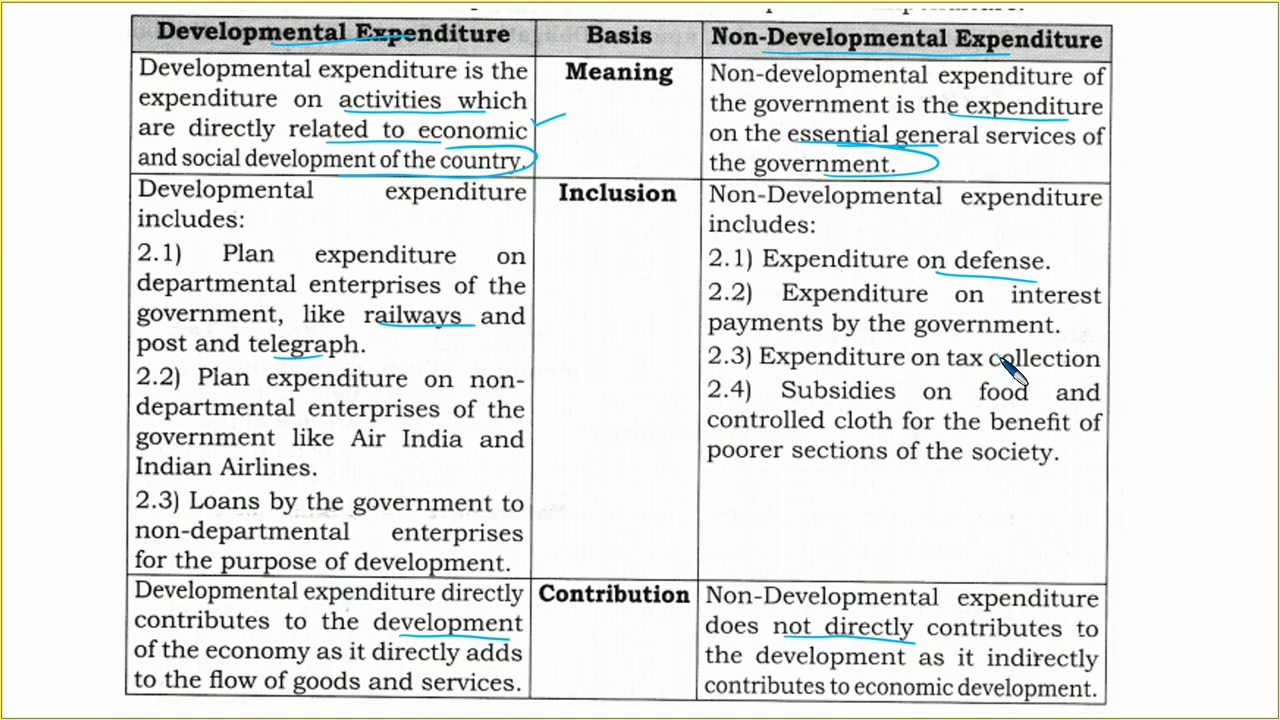 Developmental Expenditure
Basis
Non-Developmental Expenditure
Developmental expenditure is the
expenditure on activities which
are directly related to economic
and social development of the country.
Meaning
Non-developmental expenditure of
the government is the expenditure
on the essential general services of
the government.
Developmental expenditure
includes:
2.1) Plan expenditure on
departmental enterprises of the
government, like railways and
post and telegraph.
2.2) Plan expenditure on non-
departmental enterprises of the
government like Air India and
Indian Airlines.
2.3) Loans by the government to
non-departmental enterprises
for the purpose of development.
Inclusion
Non-Developmental expenditure
includes:
2.1) Expenditure on defense.
2.2) Expenditure on interest
payments by the government.
2.3) Expenditure on tax collection
2.4) Subsidies on food and
controlled cloth for the benefit of
poorer sections of the society.
Developmental expenditure directly
contributes to the development
of the economy as it directly adds
to the flow of goods and services.
Contribution
Non-Developmental expenditure
does not directly contributes to
the development as it indirectly
contributes to economic development.